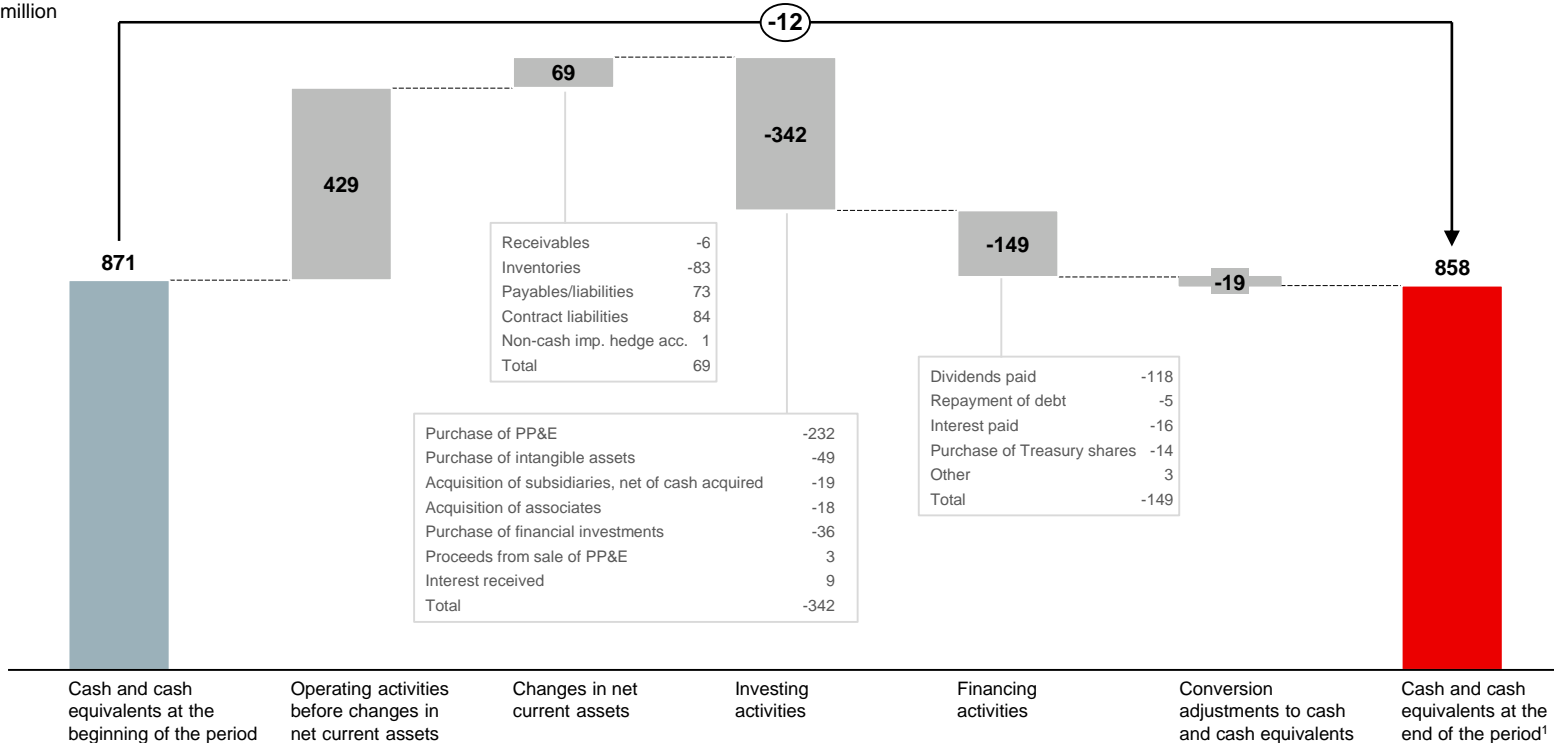 million
-12
69
-342
429
-149
871
858
-19
Receivables -6
Inventories -83
Payables/liabilities 73
Contract liabilities 84
Non-cash imp. hedge acc. 1
Total 69
Dividends paid -118
Repayment of debt -5
Interest paid -16
Purchase of Treasury shares -14
Other 3
Total -149
Purchase of PP&E -232
Purchase of intangible assets -49
Acquisition of subsidiaries, net of cash acquired -19
Acquisition of associates -18
Purchase of financial investments -36
Proceeds from sale of PP&E 3
Interest received 9
Total -342
Cash and cash
equivalents at the
beginning of the period
Operating activities
before changes in
net current assets
Changes in net
current assets
Investing
activities
Financing
activities
Conversion
adjustments to cash
and cash equivalents
Cash and cash
equivalents at the
end of the period¹